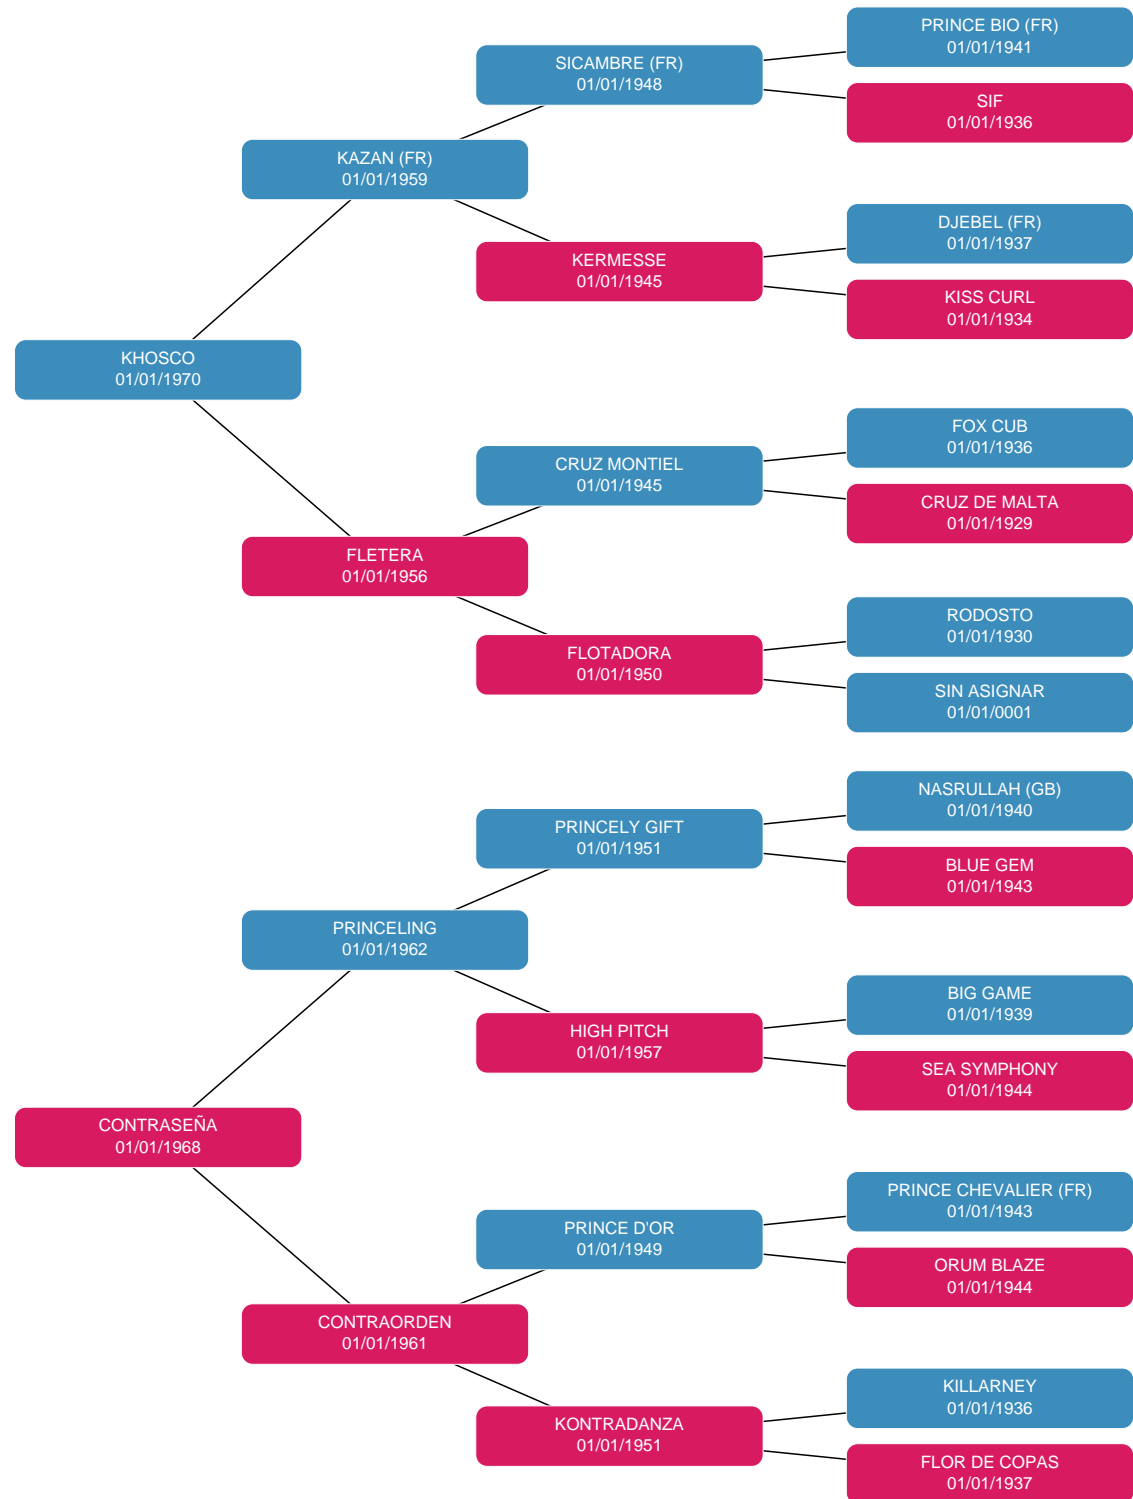 PRINCE BIO (FR)
01/01/1941
SICAMBRE (FR)
01/01/1948
SIF
01/01/1936
KAZAN (FR)
01/01/1959
DJEBEL (FR)
01/01/1937
KERMESSE
01/01/1945
KISS CURL
01/01/1934
KHOSCO
01/01/1970
FOX CUB
01/01/1936
CRUZ MONTIEL
01/01/1945
CRUZ DE MALTA
01/01/1929
FLETERA
01/01/1956
RODOSTO
01/01/1930
FLOTADORA
01/01/1950
SIN ASIGNAR
01/01/0001
NASRULLAH (GB)
01/01/1940
PRINCELY GIFT
01/01/1951
BLUE GEM
01/01/1943
PRINCELING
01/01/1962
BIG GAME
01/01/1939
HIGH PITCH
01/01/1957
SEA SYMPHONY
01/01/1944
CONTRASEÑA
01/01/1968
PRINCE CHEVALIER (FR)
01/01/1943
PRINCE D'OR
01/01/1949
ORUM BLAZE
01/01/1944
CONTRAORDEN
01/01/1961
KILLARNEY
01/01/1936
KONTRADANZA
01/01/1951
FLOR DE COPAS
01/01/1937